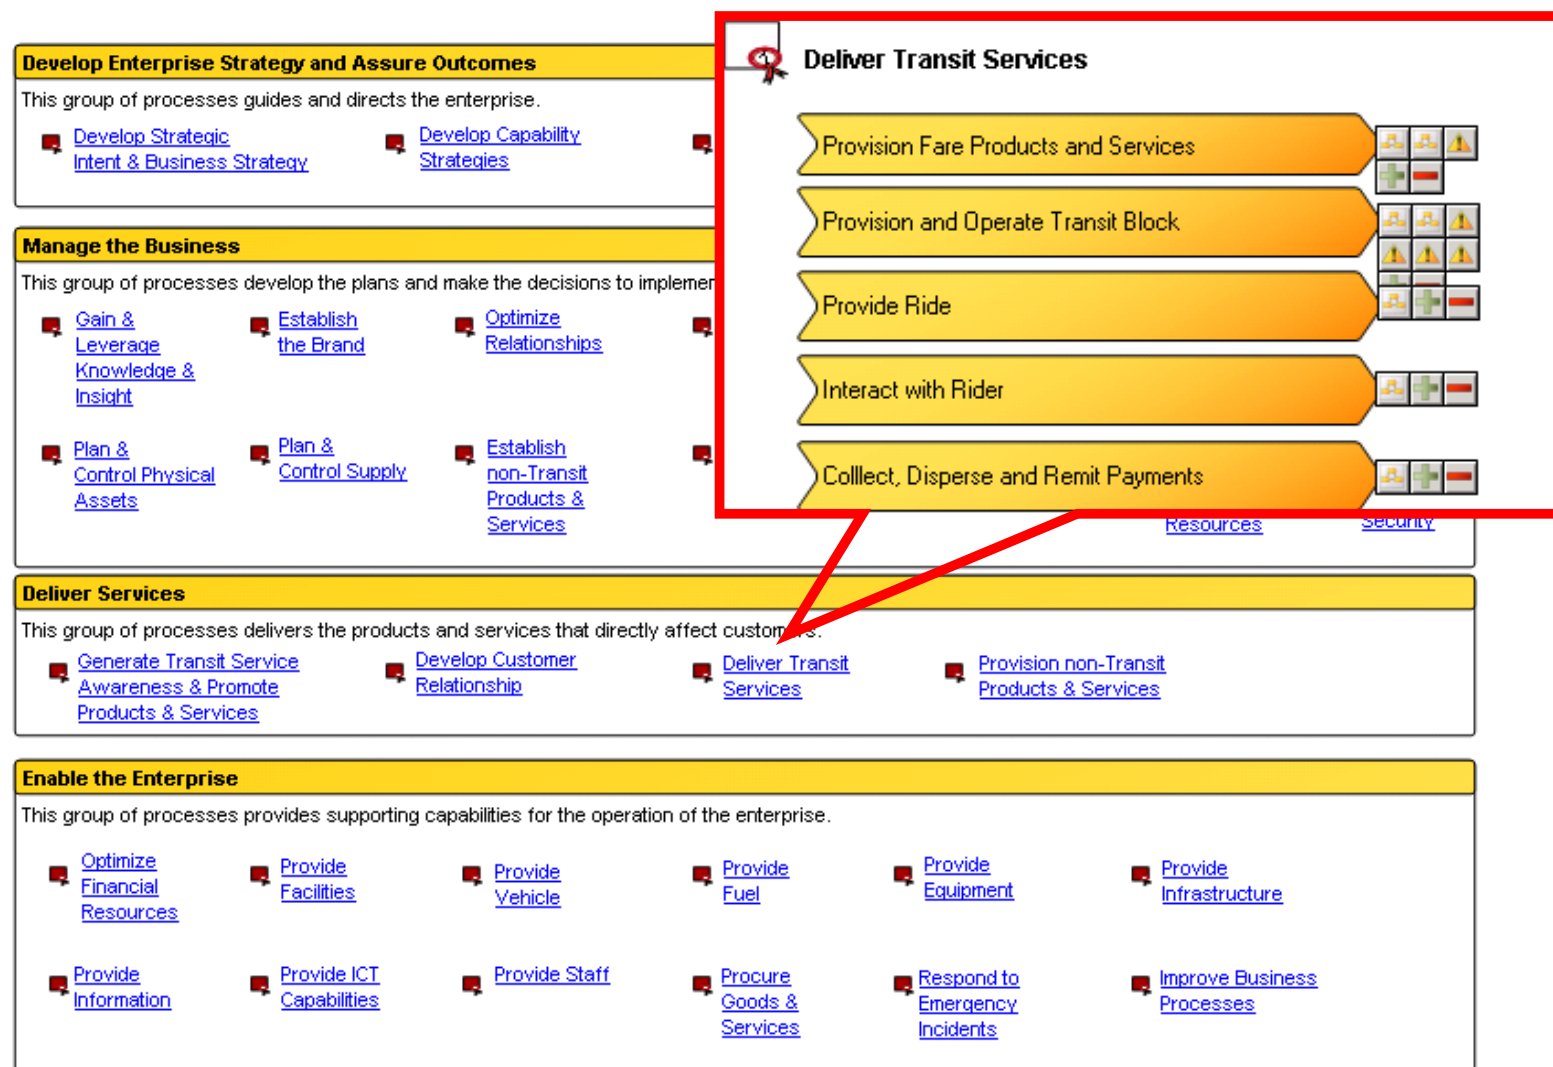 Develop Enterprise Strategy and Assure Outcomes
This group of processes guides and directs the enterprise.
Develop Strategic
Intent & Business Strategy
Develop Capability
Strategies
Deliver Transit Services
Provision Fare Products and Services
Provision and Operate Transit Block
Provide Ride
Interact with Rider
Colllect, Disperse and Remit Payments
Manage the Business
This group of processes develop the plans and make the decisions to implemen
Gain &
Leverage
Knowledge &
Insight
Establish
the Brand
Optimize
Relationships
Plan &
Control Physical
Assets
Plan &
Control Supply
Establish
non-Transit
Products &
Services
Resources
Security
Deliver Services
This group of processes delivers the products and services that directly affect customers.
Generate Transit Service
Awareness & Promote
Products & Services
Develop Customer
Relationship
Deliver Transit
Services
Provision non-Transit
Products & Services
Enable the Enterprise
This group of processes provides supporting capabilities for the operation of the enterprise.
Optimize
Financial
Resources
Provide
Facilities
Provide
Vehicle
Provide
Fuel
Provide
Equipment
Provide
Infrastructure
Provide
Information
Provide ICT
Capabilities
Provide Staff
Procure
Goods &
Services
Respond to
Emergency
Incidents
Improve Business
Processes